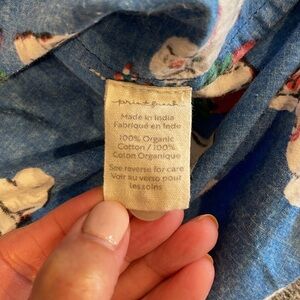 printfresh
Made in India
Fabriqué en Inde
100% Organic
Cotton / 100%
Coton Organique
See reverse for care
Voir au verso pour
les soins